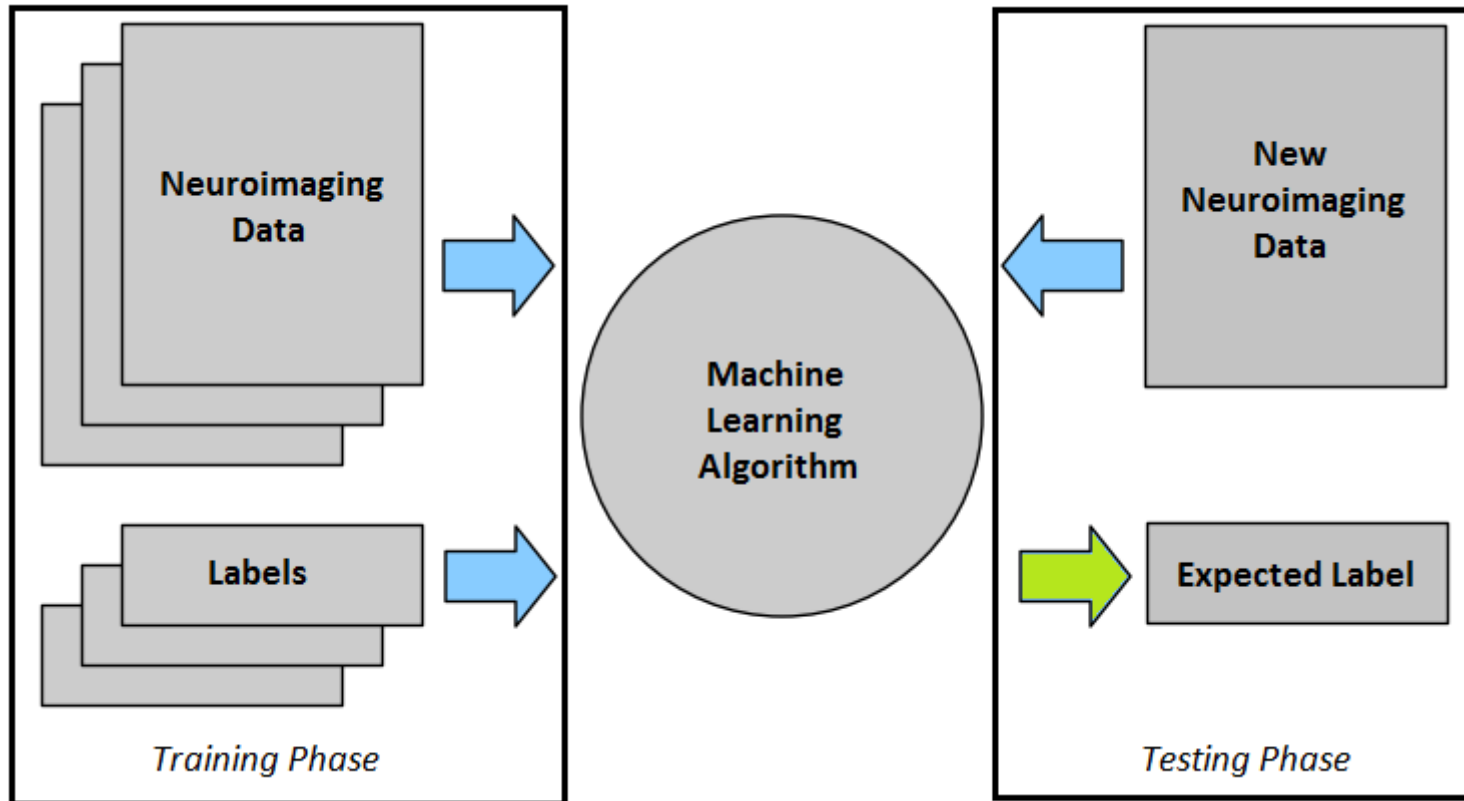 Neuroimaging
Data
Labels
Training Phase
Machine
Learning
Algorithm
New
Neuroimaging
Data
Expected Label
Testing Phase